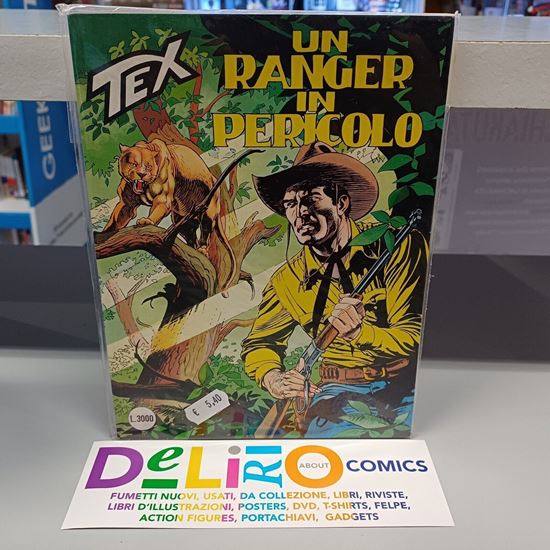 TEX
UN
RANGER
IN
PERICOLO
GEEK
L.3000
€ 5,40
DeLiRiO
ABOUT
COMICS
FUMETTI NUOVI, USATI, DA COLLEZIONE, LIBRI, RIVISTE,
LIBRI D'ILLUSTRAZIONI, POSTERS, DVD, T-SHIRTS, FELPE,
ACTION FIGURES, PORTACHIAVI, GADGETS